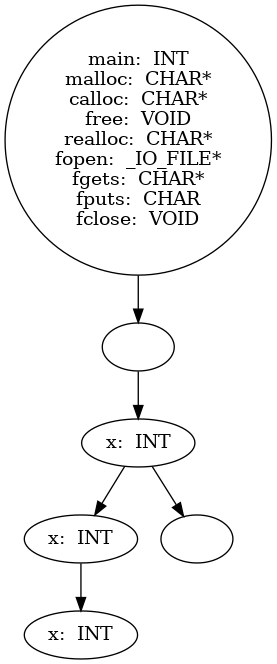 main: INT
malloc: CHAR*
calloc: CHAR*
free: VOID
realloc: CHAR*
fopen: _IO_FILE*
fgets: CHAR*
fputs: CHAR
fclose: VOID
x: INT
x: INT
x: INT